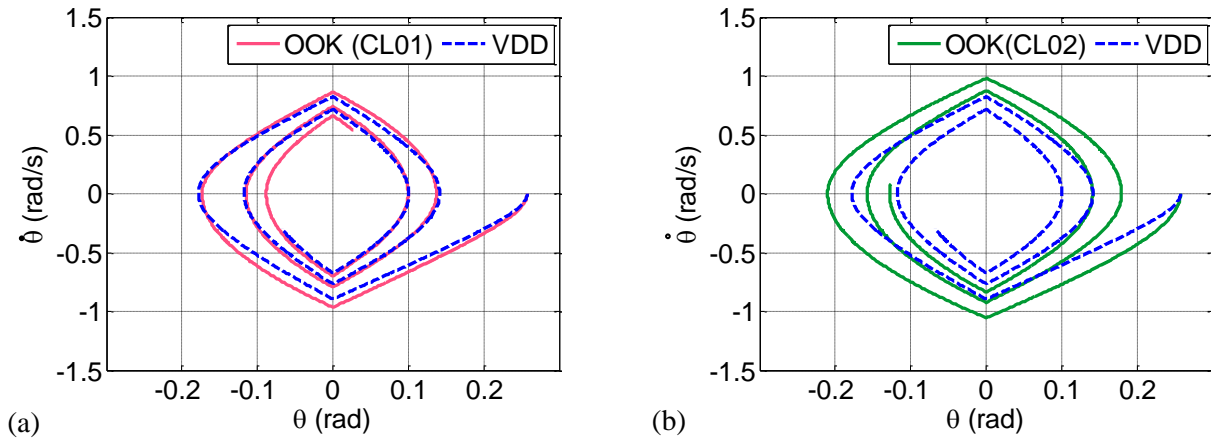 OOK (CL01) VDD
1.5
1
0.5
0
-0.5
-1
-1.5
θ̇ (rad/s)
-0.2 -0.1 0 0.1 0.2
θ (rad)
(a)
OOK(CL02) VDD
1.5
1
0.5
0
-0.5
-1
-1.5
θ̇ (rad/s)
-0.2 -0.1 0 0.1 0.2
θ (rad)
(b)